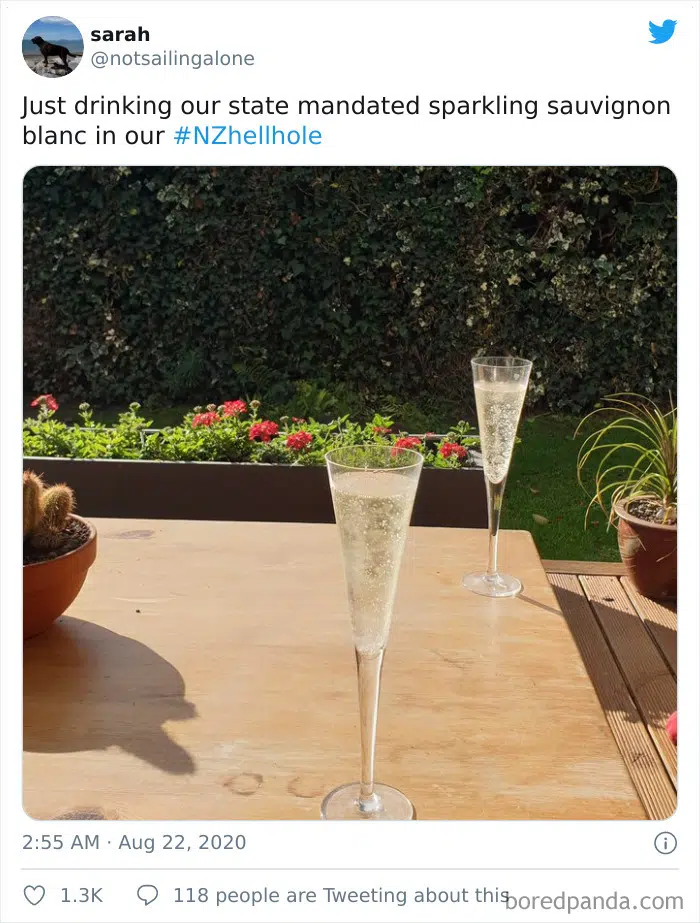 sarah
@notsailingalone
Just drinking our state mandated sparkling sauvignon
blanc in our #NZhellhole
2:55 AM · Aug 22, 2020
1.3K 118 people are Tweeting about this
boredpanda.com